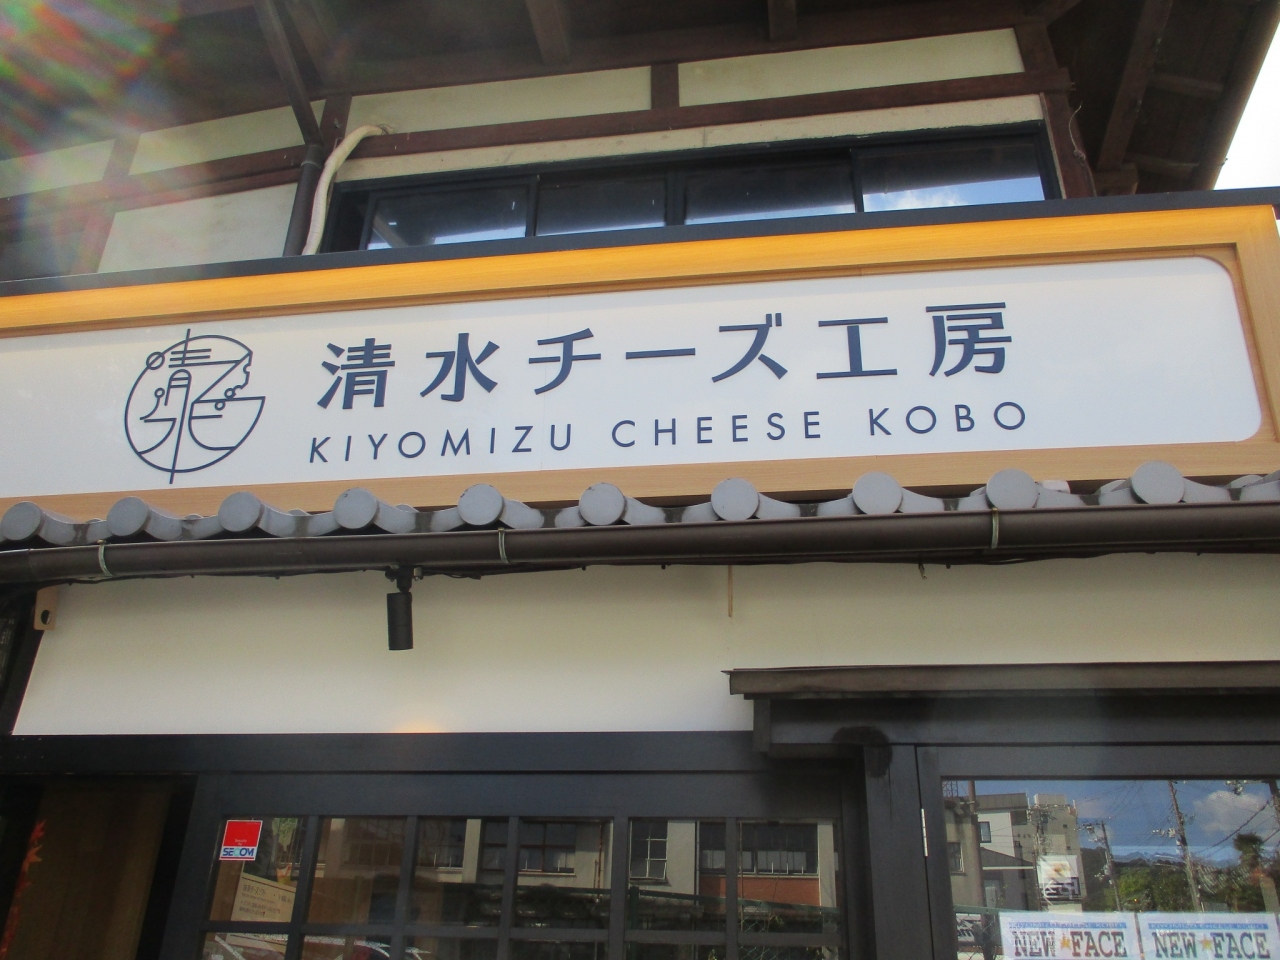 清水チーズ工房
KIYOMIZU CHEESE KOBO
SECOM
NEW★FACE
NEW★FACE